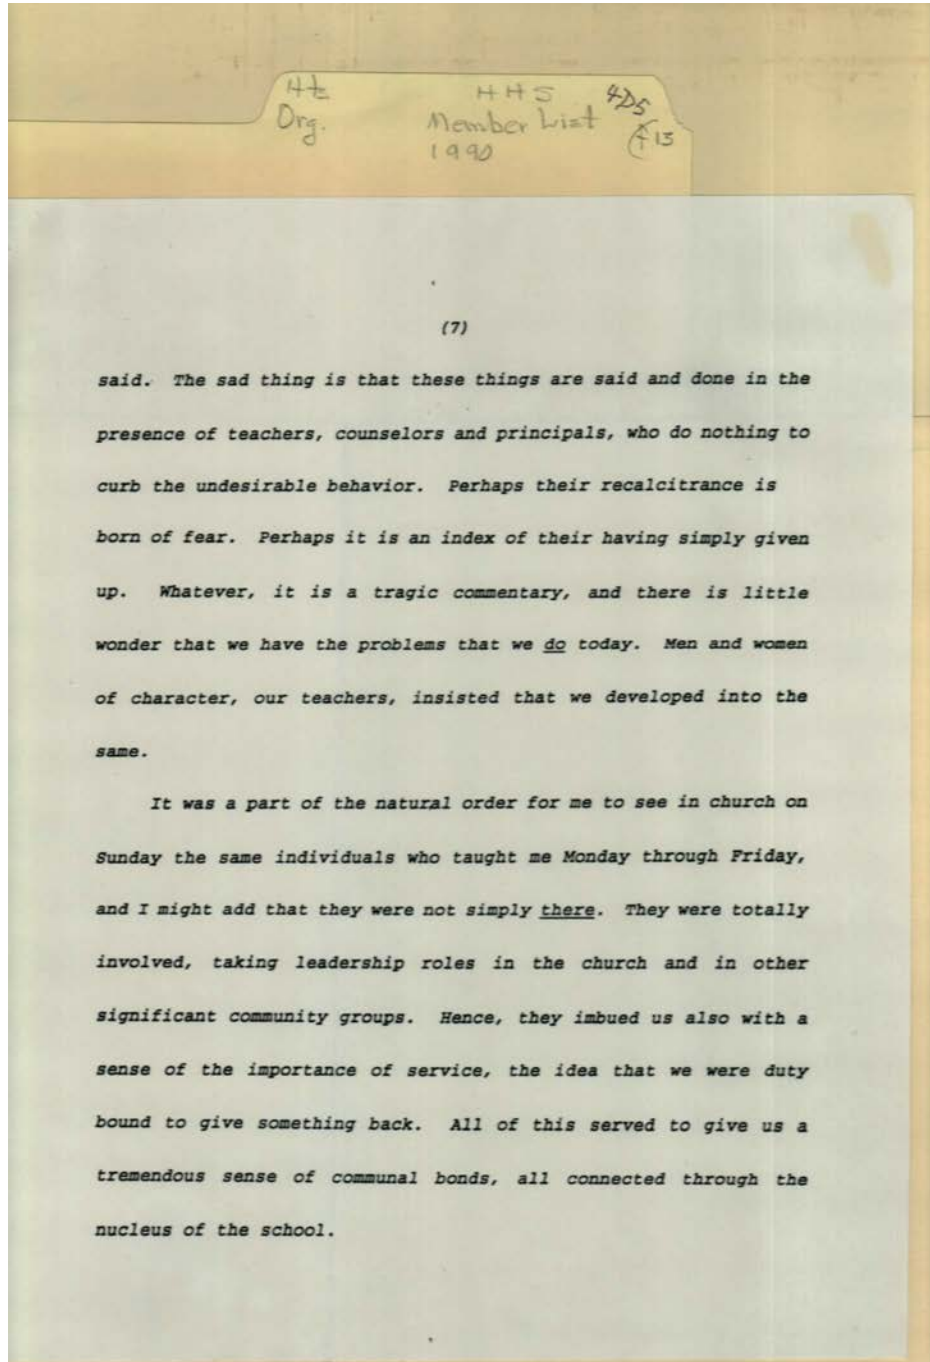 Ht HHS 4D5
Org. Member List f13
1990
(7)
said. The sad thing is that these things are said and done in the
presence of teachers, counselors and principals, who do nothing to
curb the undesirable behavior. Perhaps their recalcitrance is
born of fear. Perhaps it is an index of their having simply given
up. Whatever, it is a tragic commentary, and there is little
wonder that we have the problems that we do today. Men and women
of character, our teachers, insisted that we developed into the
same.
It was a part of the natural order for me to see in church on
Sunday the same individuals who taught me Monday through Friday,
and I might add that they were not simply there. They were totally
involved, taking leadership roles in the church and in other
significant community groups. Hence, they imbued us also with a
sense of the importance of service, the idea that we were duty
bound to give something back. All of this served to give us a
tremendous sense of communal bonds, all connected through the
nucleus of the school.